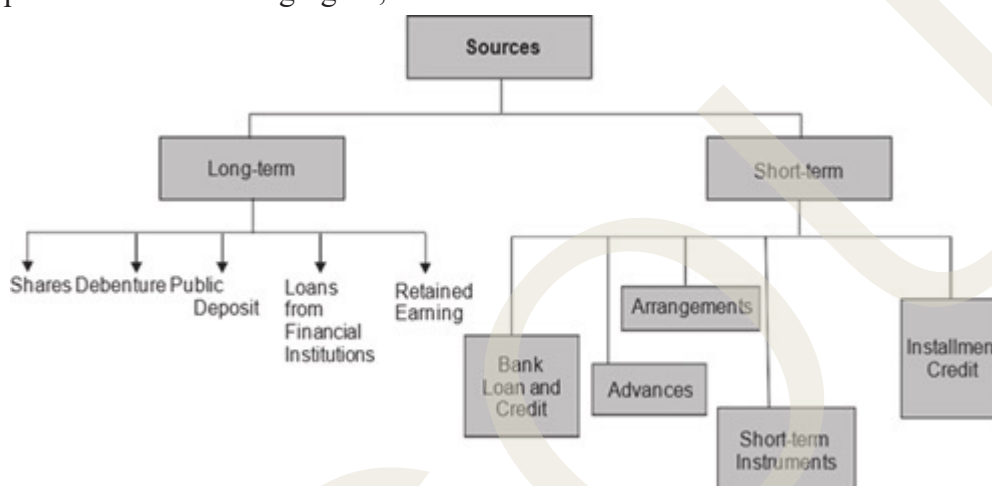 Sources
Long-term
Short-term
Shares Debenture Public
Deposit
Loans
from
Financial
Institutions
Retained
Earning
Arrangements
Bank
Loan and
Credit
Advances
Short-term
Instruments
Installmen
Credit